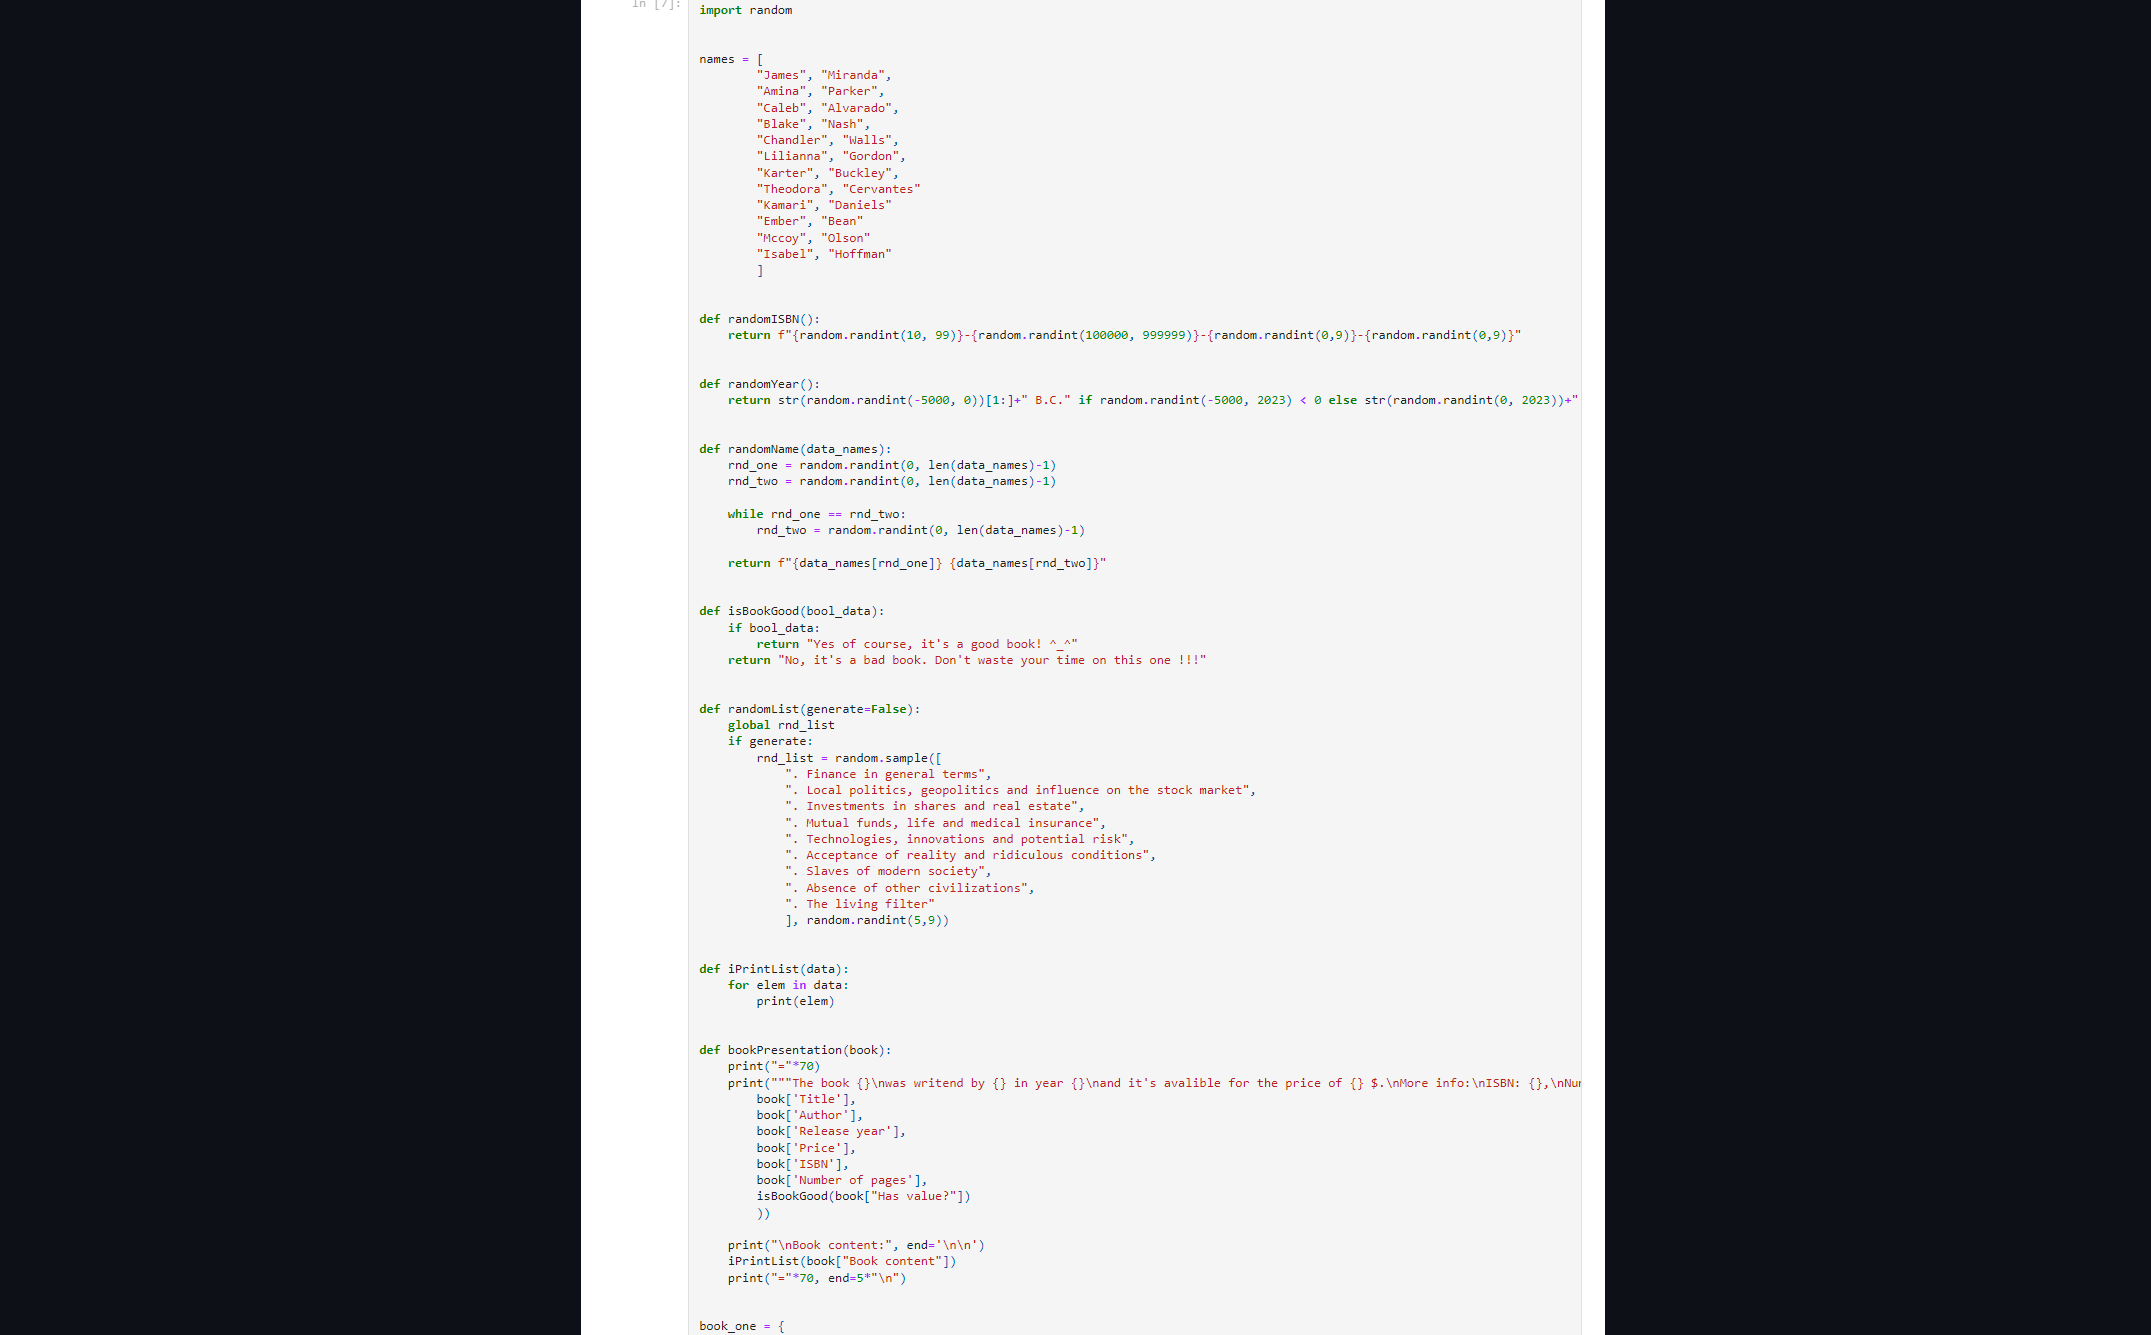 In [7]:
import random
names = [
"James", "Miranda",
"Amina", "Parker",
"Caleb", "Alvarado",
"Blake", "Nash",
"Chandler", "Walls",
"Lilianna", "Gordon",
"Karter", "Buckley",
"Theodora", "Cervantes"
"Kamari", "Daniels"
"Ember", "Bean"
"Mccoy", "Olson"
"Isabel", "Hoffman"
]
def randomISBN():
return f"{random.randint(10, 99)}-{random.randint(100000, 999999)}-{random.randint(0,9)}-{random.randint(0,9)}"
def randomYear():
return str(random.randint(-5000, 0))[1:]+" B.C." if random.randint(-5000, 2023) < 0 else str(random.randint(0, 2023))+"
def randomName(data_names):
rnd_one = random.randint(0, len(data_names)-1)
rnd_two = random.randint(0, len(data_names)-1)
while rnd_one == rnd_two:
rnd_two = random.randint(0, len(data_names)-1)
return f"{data_names[rnd_one]} {data_names[rnd_two]}"
def isBookGood(bool_data):
if bool_data:
return "Yes of course, it's a good book! ^_^"
return "No, it's a bad book. Don't waste your time on this one !!!"
def randomList(generate=False):
global rnd_list
if generate:
rnd_list = random.sample([
". Finance in general terms",
". Local politics, geopolitics and influence on the stock market",
". Investments in shares and real estate",
". Mutual funds, life and medical insurance",
". Technologies, innovations and potential risk",
". Acceptance of reality and ridiculous conditions",
". Slaves of modern society",
". Absence of other civilizations",
". The living filter"
], random.randint(5,9))
def iPrintList(data):
for elem in data:
print(elem)
def bookPresentation(book):
print("="*70)
print("""The book {}\nwas writend by {} in year {}\nand it's avalible for the price of {} $.\nMore info:\nISBN: {},\nNu
book['Title'],
book['Author'],
book['Release year'],
book['Price'],
book['ISBN'],
book['Number of pages'],
isBookGood(book["Has value?"])
))
print("\nBook content:", end='\n\n')
iPrintList(book["Book content"])
print("="*70, end=5*"\n")
book_one = {